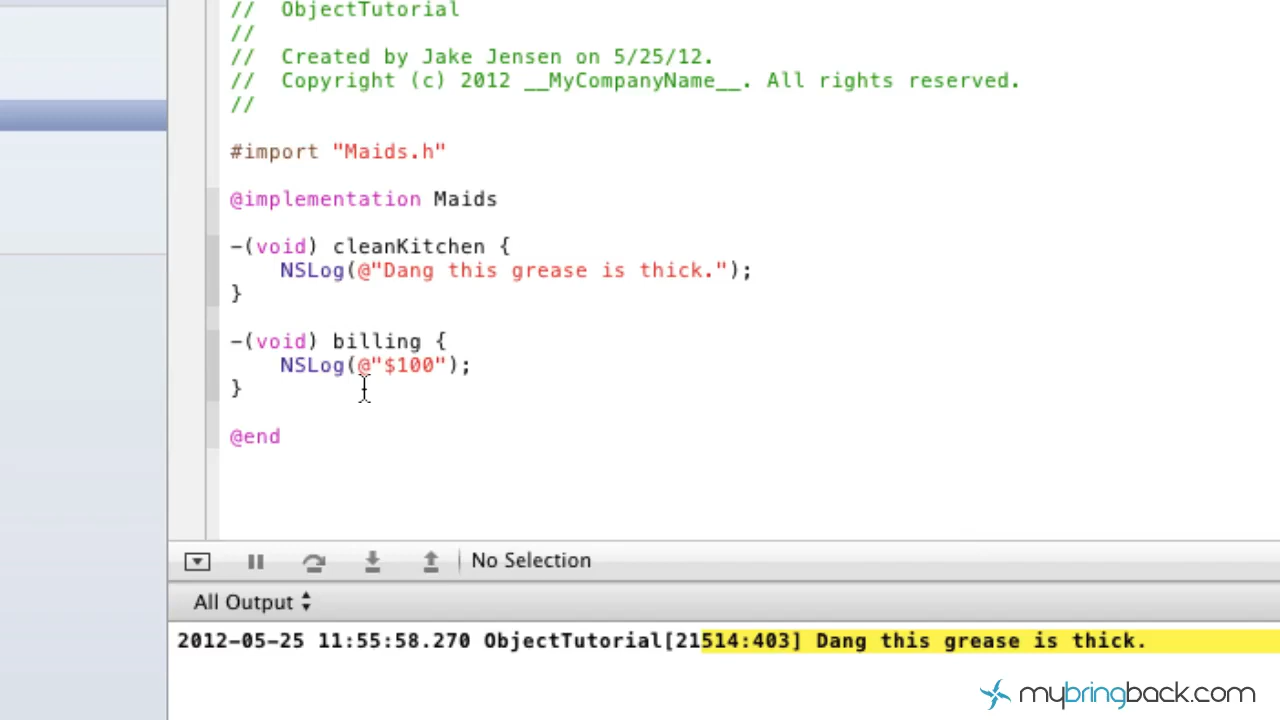 //  ObjectTutorial
//
//  Created by Jake Jensen on 5/25/12.
//  Copyright (c) 2012 __MyCompanyName__. All rights reserved.
//
#import "Maids.h"
@implementation Maids
-(void) cleanKitchen {
    NSLog(@"Dang this grease is thick.");
}
-(void) billing {
    NSLog(@"$100");
}
@end
No Selection
All Output
2012-05-25 11:55:58.270 ObjectTutorial[21514:403] Dang this grease is thick.
mybringback.com